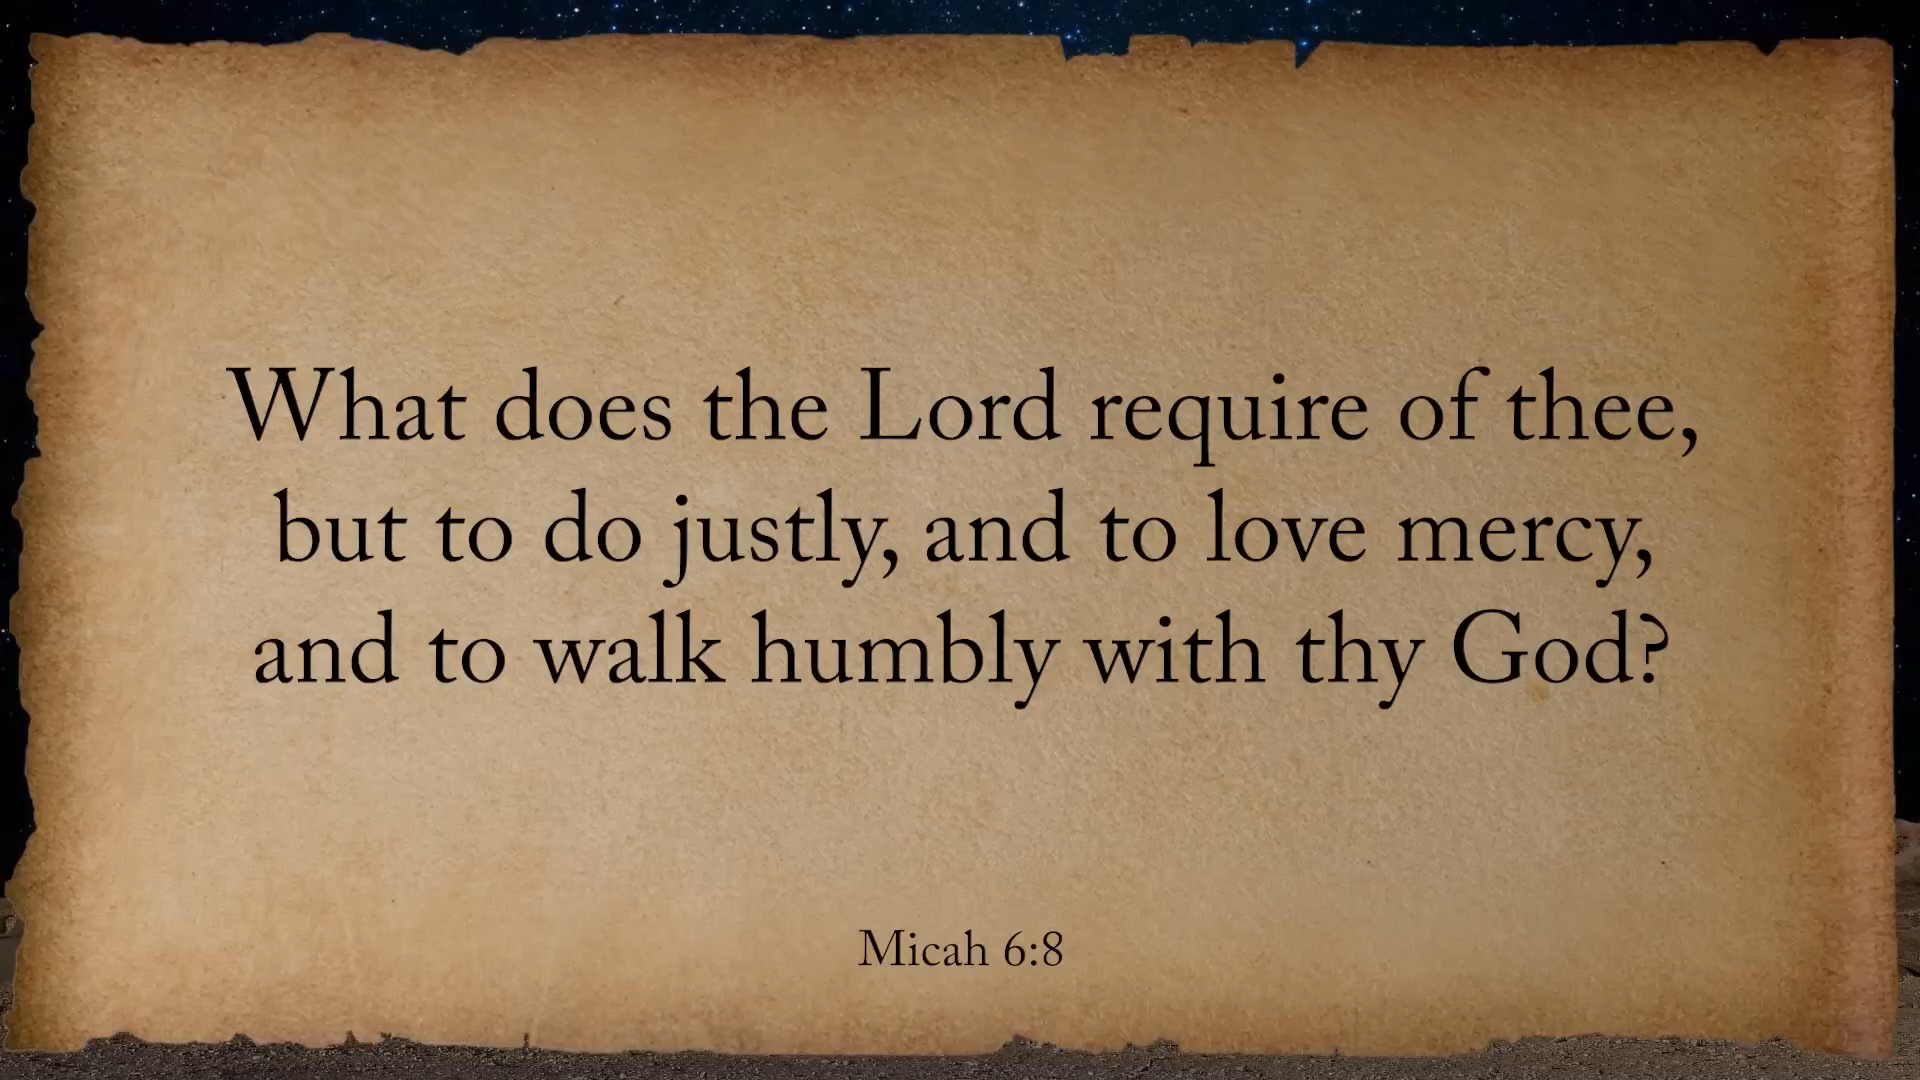 What does the Lord require of thee,
but to do justly, and to love mercy,
and to walk humbly with thy God?
Micah 6:8